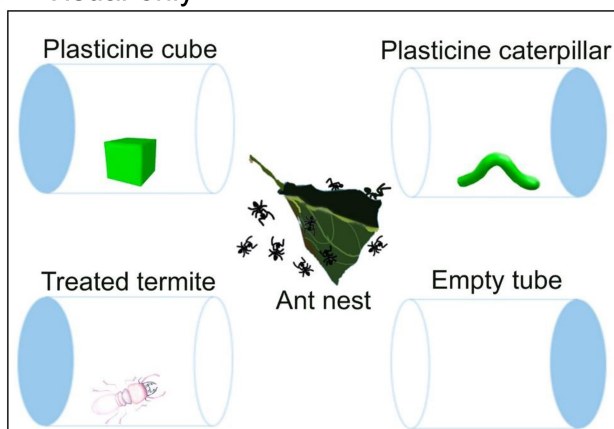 Plasticine cube
Plasticine caterpillar
Treated termite
Ant nest
Empty tube